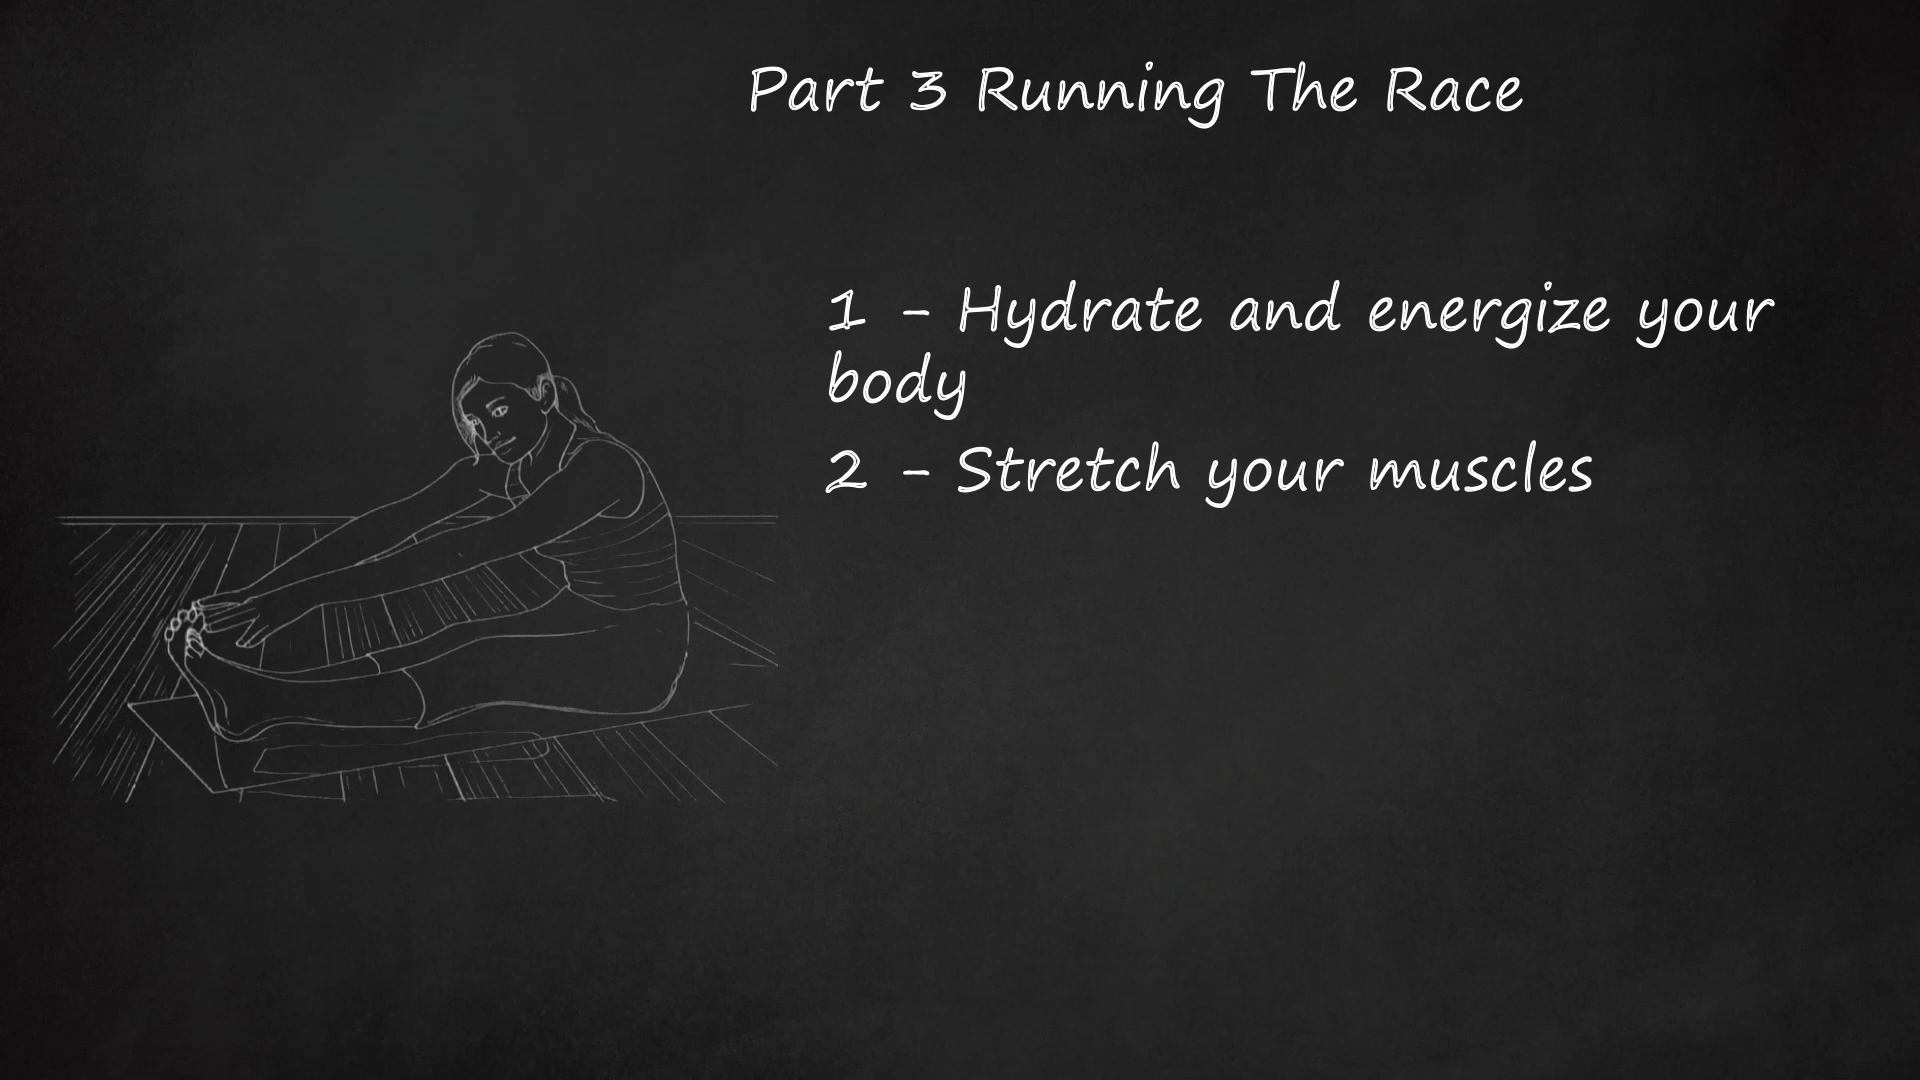 Part 3 Running The Race
1 - Hydrate and energize your
body
2 - Stretch your muscles